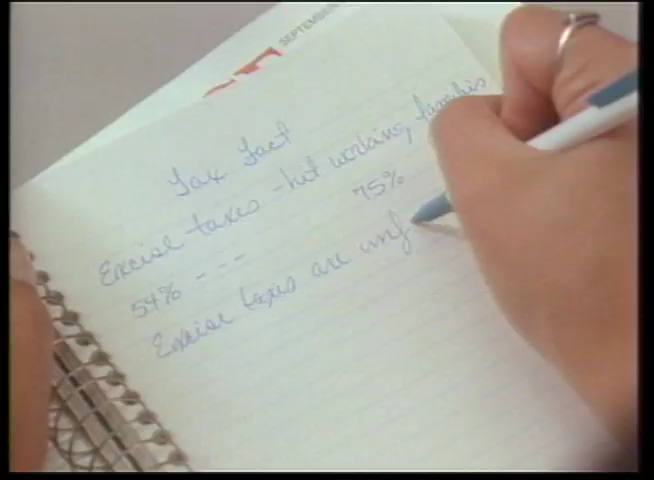 SEPTEMBER
Tax Fact
Excise taxes - hit working families
54% - - - 75%
Excise taxes are unf